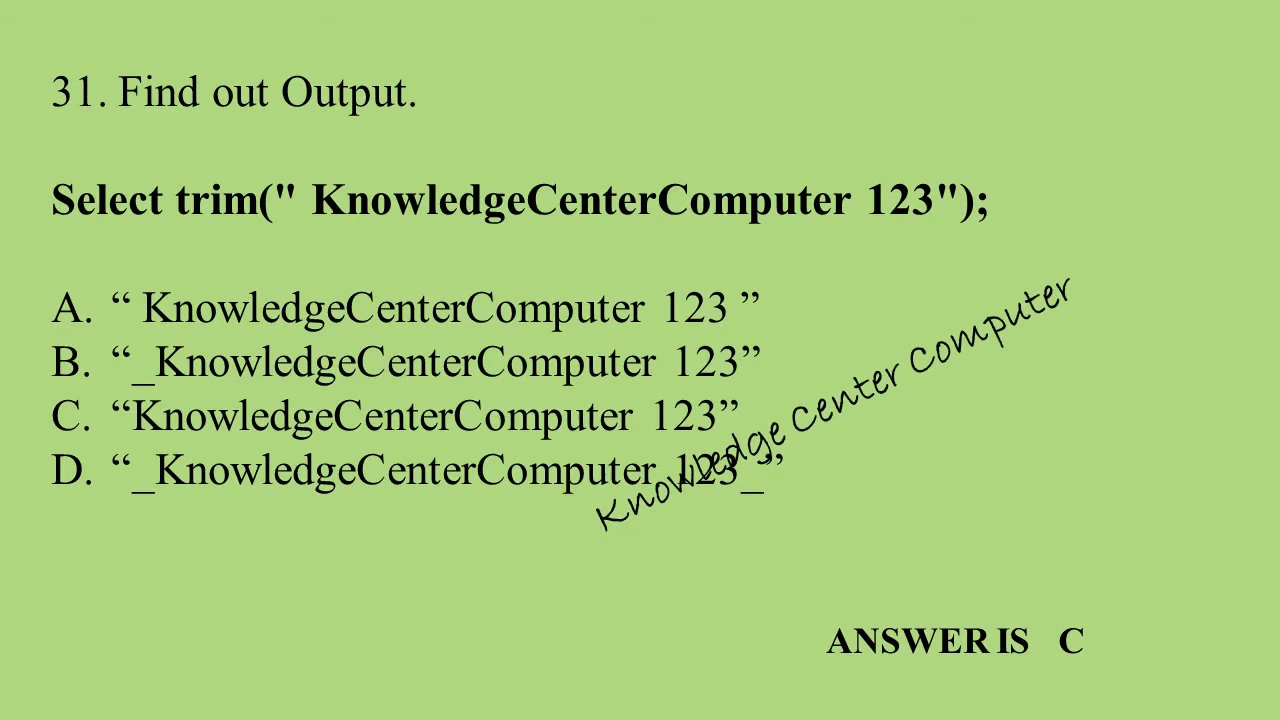 31. Find out Output.
Select trim(" KnowledgeCenterComputer 123");
A. “ KnowledgeCenterComputer 123 ”
B. “_KnowledgeCenterComputer 123”
C. “KnowledgeCenterComputer 123”
D. “_KnowledgeCenterComputer 123_”
Knowledge Center Computer
ANSWER IS C